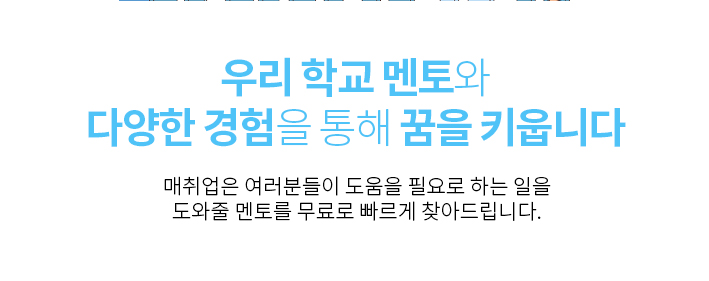 우리 학교 멘토와
다양한 경험을 통해 꿈을 키웁니다
매취업은 여러분들이 도움을 필요로 하는 일을
도와줄 멘토를 무료로 빠르게 찾아드립니다.